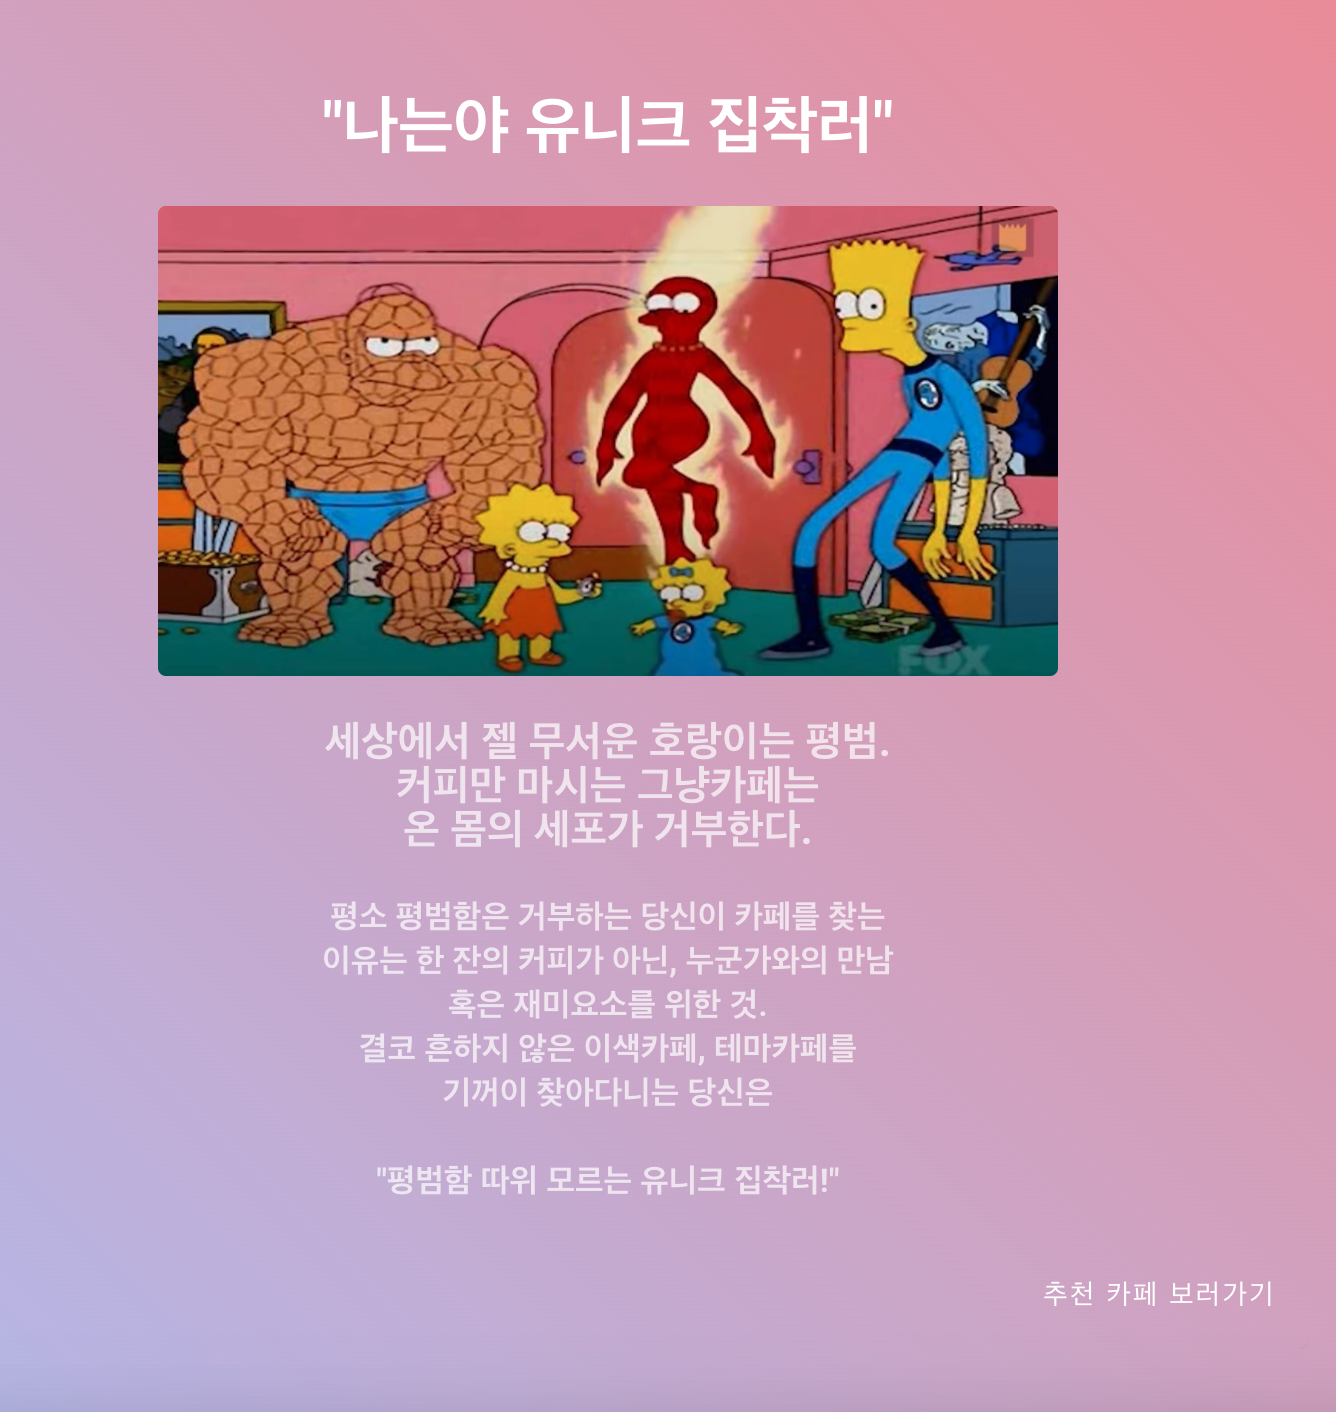 "나는야 유니크 집착러"
FOX
세상에서 젤 무서운 호랑이는 평범.
커피만 마시는 그냥카페는
온 몸의 세포가 거부한다.
평소 평범함은 거부하는 당신이 카페를 찾는
이유는 한 잔의 커피가 아닌, 누군가와의 만남
혹은 재미요소를 위한 것.
결코 흔하지 않은 이색카페, 테마카페를
기꺼이 찾아다니는 당신은
"평범함 따위 모르는 유니크 집착러!"
추천 카페 보러가기